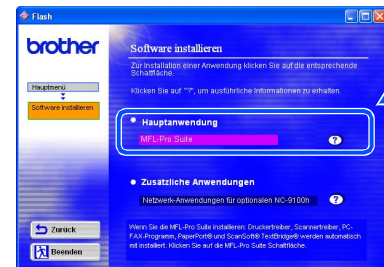 Flash
brother
Software installieren
Zur Installation einer Anwendung klicken Sie auf die entsprechende
Schaltfläche.
Klicken Sie auf "?", um ausführliche Informationen zu erhalten.
Hauptmenü
Software installieren
Hauptanwendung
MFL-Pro Suite
?
Zusätzliche Anwendungen
Netzwerk-Anwendungen für optionalen NC-9100h
?
Wenn Sie die MFL-Pro Suite installieren: Druckertreiber, Scannertreiber, PC-
FAX-Programm, PaperPort® und ScanSoft® TextBridge® werden automatisch
mit installiert. Klicken Sie auf die MFL-Pro Suite Schaltfläche.
Zurück
Beenden